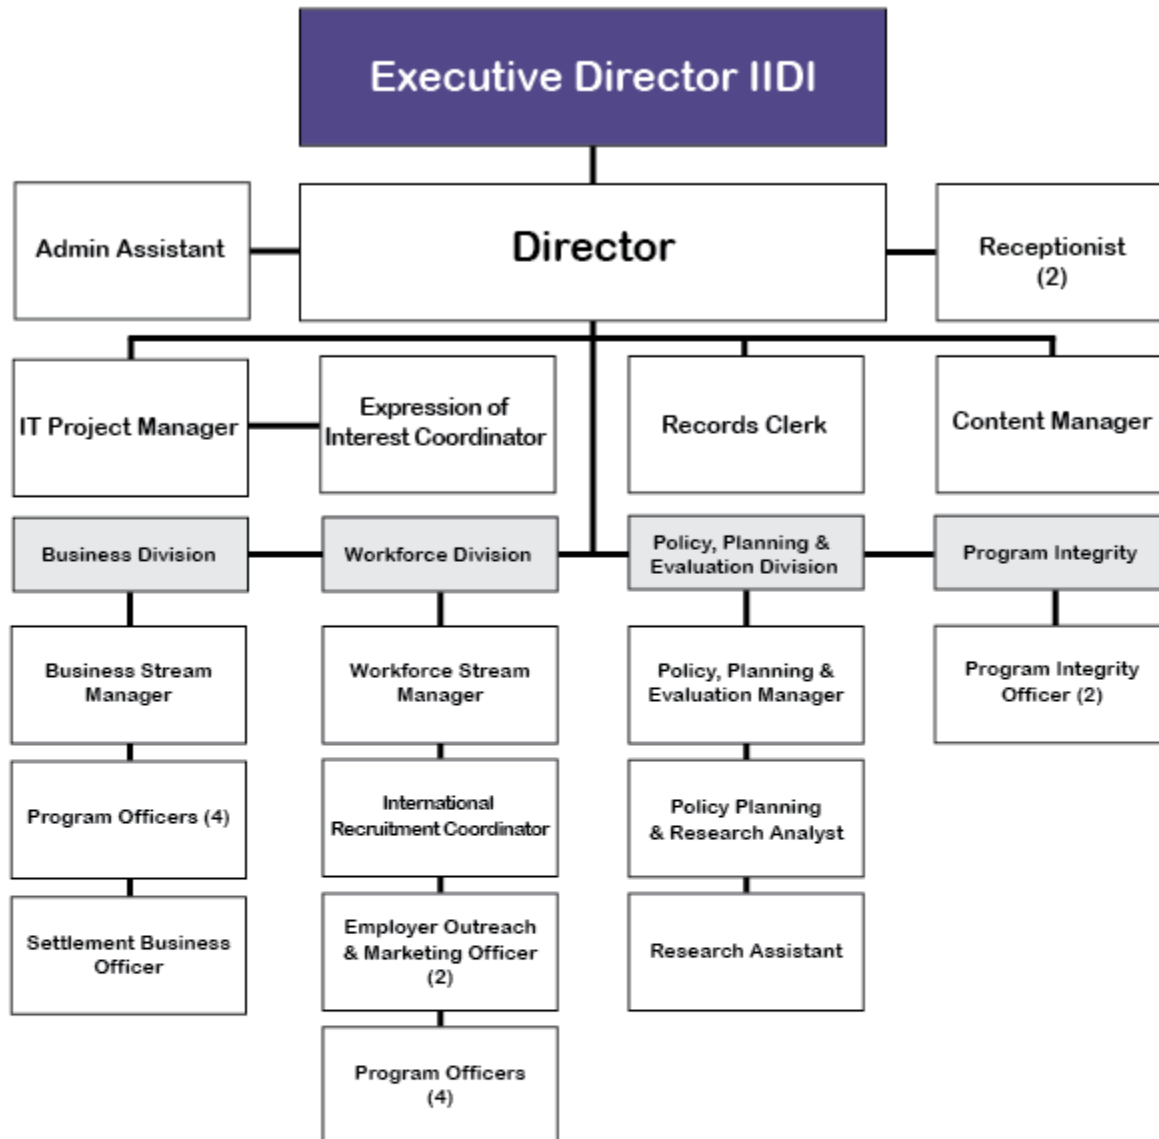 Executive Director IIDI
Admin Assistant
Director
Receptionist
(2)
IT Project Manager
Expression of
Interest Coordinator
Records Clerk
Content Manager
Business Division
Workforce Division
Policy, Planning &
Evaluation Division
Program Integrity
Business Stream
Manager
Workforce Stream
Manager
Policy, Planning &
Evaluation Manager
Program Integrity
Officer (2)
Program Officers (4)
International
Recruitment Coordinator
Policy Planning
& Research Analyst
Settlement Business
Officer
Employer Outreach
& Marketing Officer
(2)
Research Assistant
Program Officers
(4)